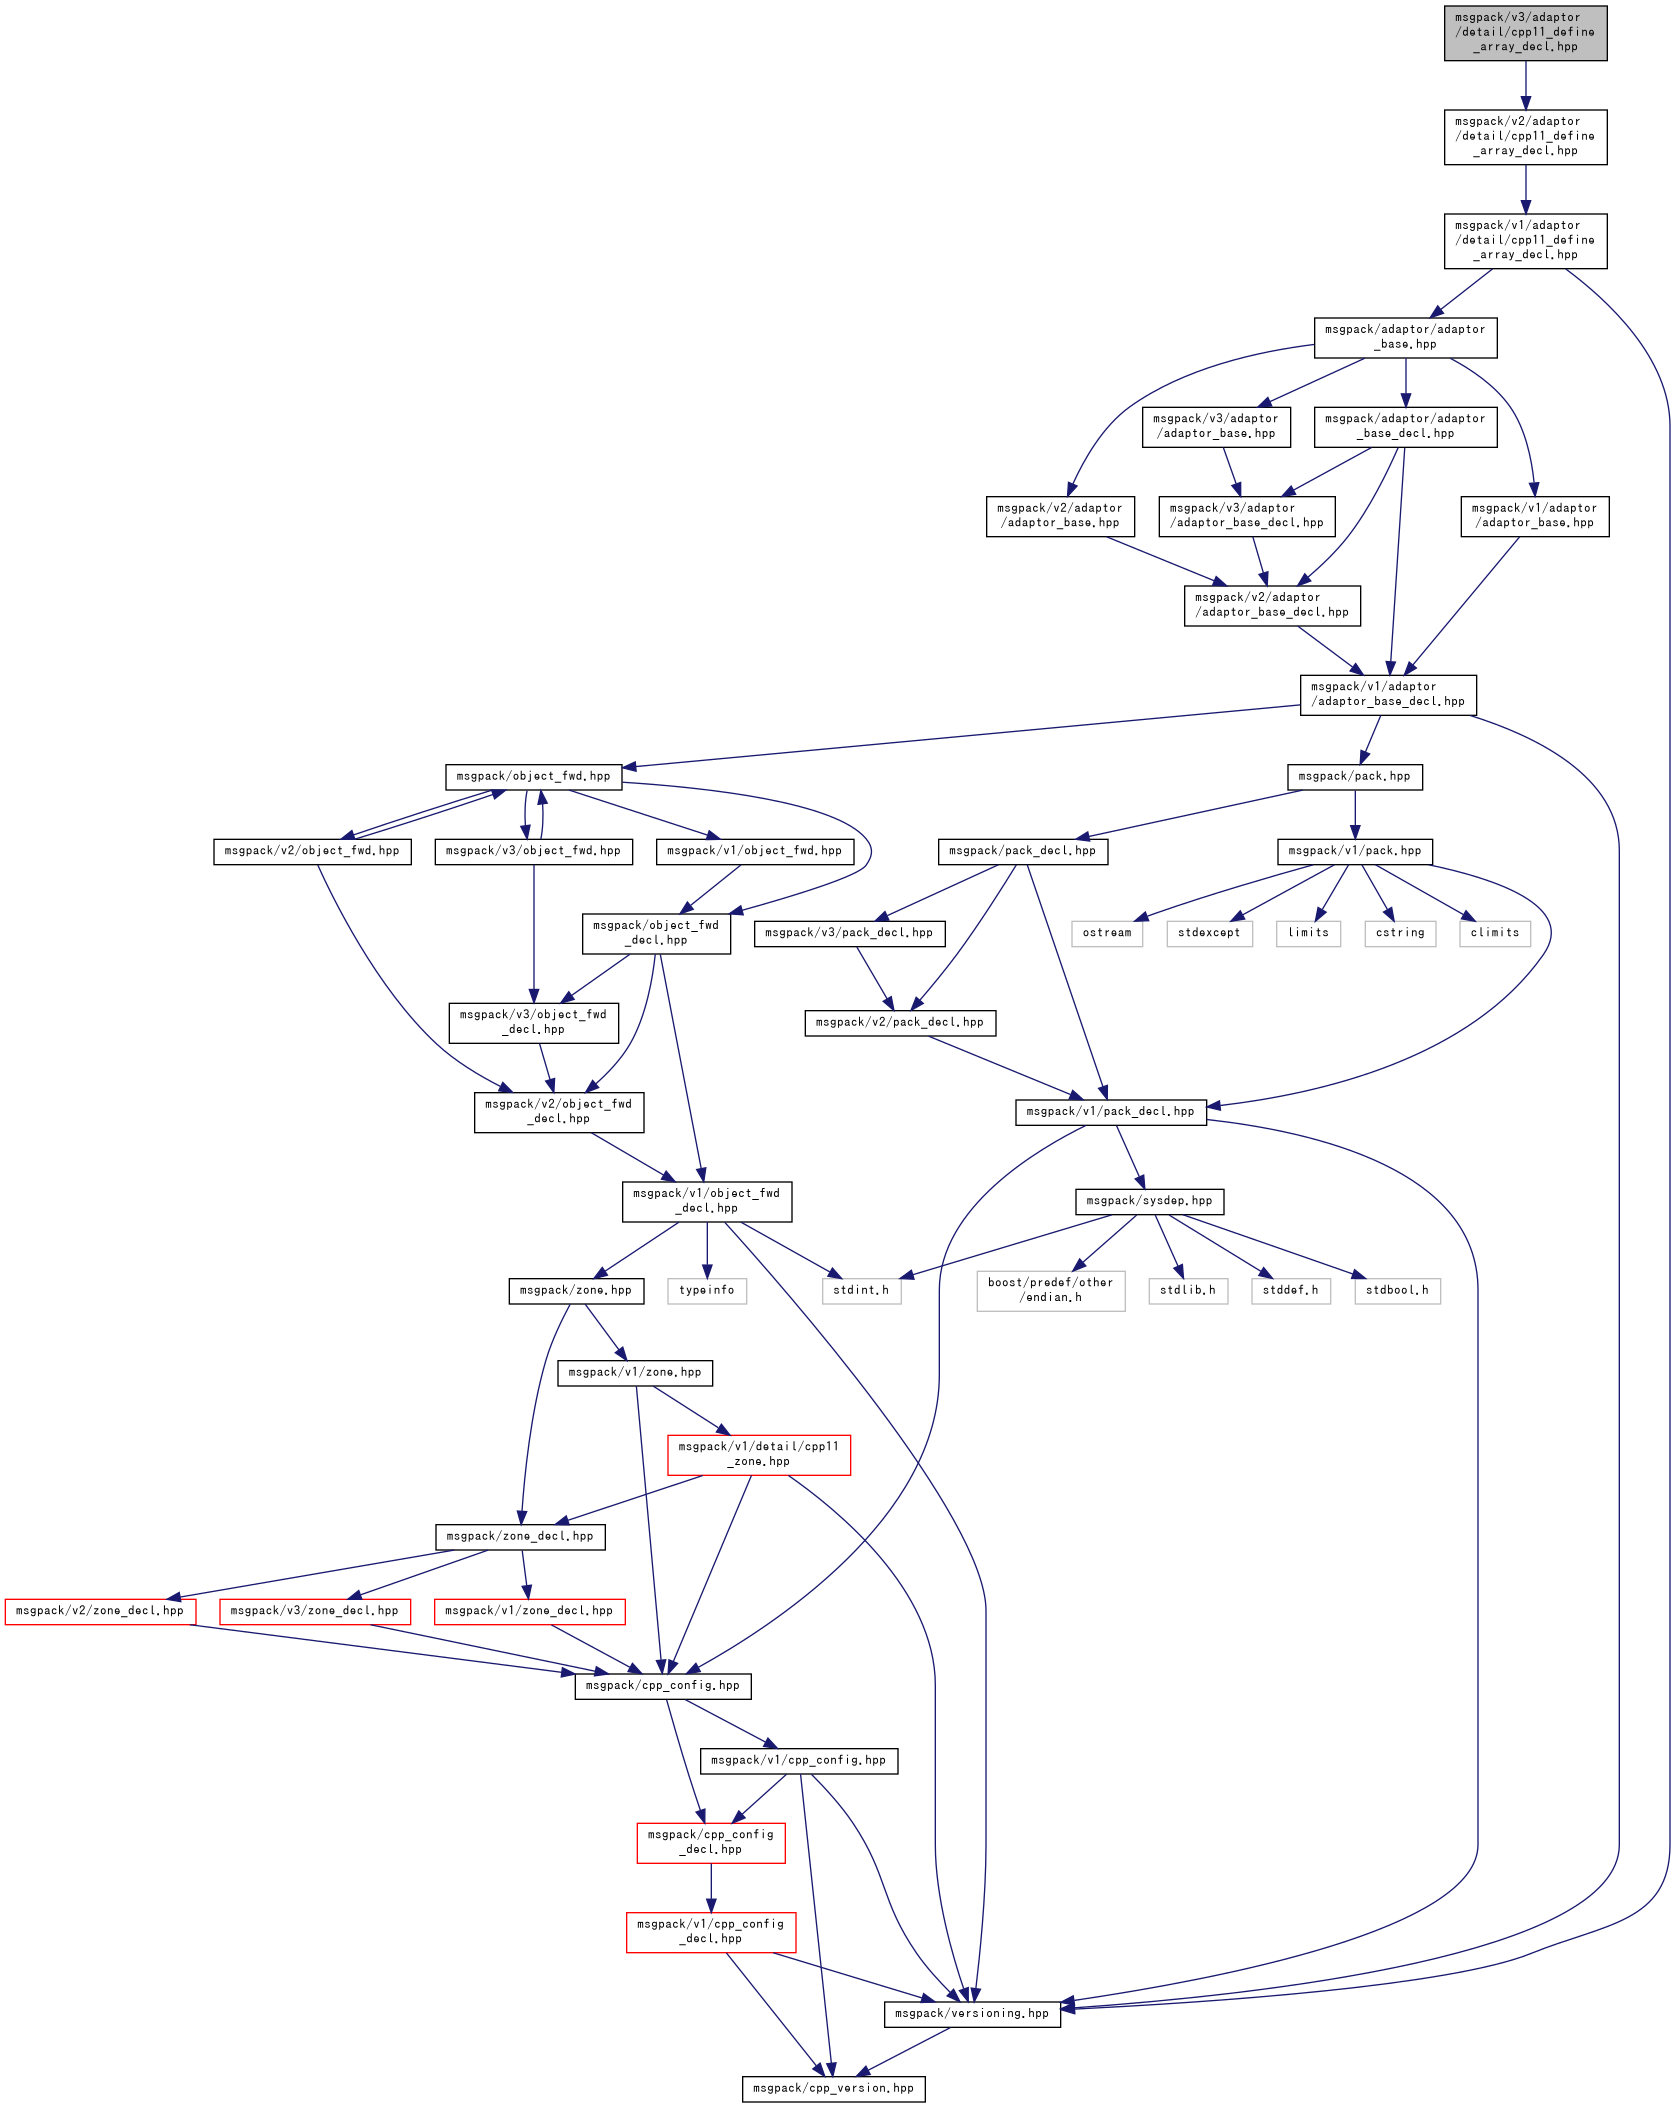 msgpack/v3/adaptor
/detail/cpp11_define
_array_decl.hpp
msgpack/v2/adaptor
/detail/cpp11_define
_array_decl.hpp
msgpack/v1/adaptor
/detail/cpp11_define
_array_decl.hpp
msgpack/adaptor/adaptor
_base.hpp
msgpack/v3/adaptor
/adaptor_base.hpp
msgpack/adaptor/adaptor
_base_decl.hpp
msgpack/v2/adaptor
/adaptor_base.hpp
msgpack/v3/adaptor
/adaptor_base_decl.hpp
msgpack/v1/adaptor
/adaptor_base.hpp
msgpack/v2/adaptor
/adaptor_base_decl.hpp
msgpack/v1/adaptor
/adaptor_base_decl.hpp
msgpack/object_fwd.hpp
msgpack/pack.hpp
msgpack/v2/object_fwd.hpp
msgpack/v3/object_fwd.hpp
msgpack/v1/object_fwd.hpp
msgpack/pack_decl.hpp
msgpack/v1/pack.hpp
msgpack/object_fwd
_decl.hpp
msgpack/v3/pack_decl.hpp
ostream
stdexcept
limits
cstring
climits
msgpack/v3/object_fwd
_decl.hpp
msgpack/v2/pack_decl.hpp
msgpack/v2/object_fwd
_decl.hpp
msgpack/v1/pack_decl.hpp
msgpack/v1/object_fwd
_decl.hpp
msgpack/sysdep.hpp
msgpack/zone.hpp
typeinfo
stdint.h
boost/predef/other
/endian.h
stdlib.h
stddef.h
stdbool.h
msgpack/v1/zone.hpp
msgpack/v1/detail/cpp11
_zone.hpp
msgpack/zone_decl.hpp
msgpack/v2/zone_decl.hpp
msgpack/v3/zone_decl.hpp
msgpack/v1/zone_decl.hpp
msgpack/cpp_config.hpp
msgpack/v1/cpp_config.hpp
msgpack/cpp_config
_decl.hpp
msgpack/v1/cpp_config
_decl.hpp
msgpack/versioning.hpp
msgpack/cpp_version.hpp